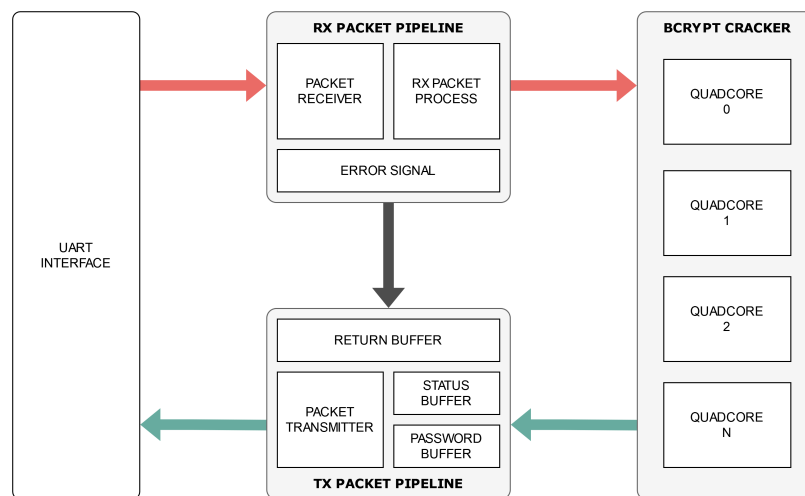 UART
INTERFACE
RX PACKET PIPELINE
PACKET
RECEIVER
RX PACKET
PROCESS
ERROR SIGNAL
RETURN BUFFER
PACKET
TRANSMITTER
STATUS
BUFFER
PASSWORD
BUFFER
TX PACKET PIPELINE
BCRYPT CRACKER
QUADCORE
0
QUADCORE
1
QUADCORE
2
QUADCORE
N